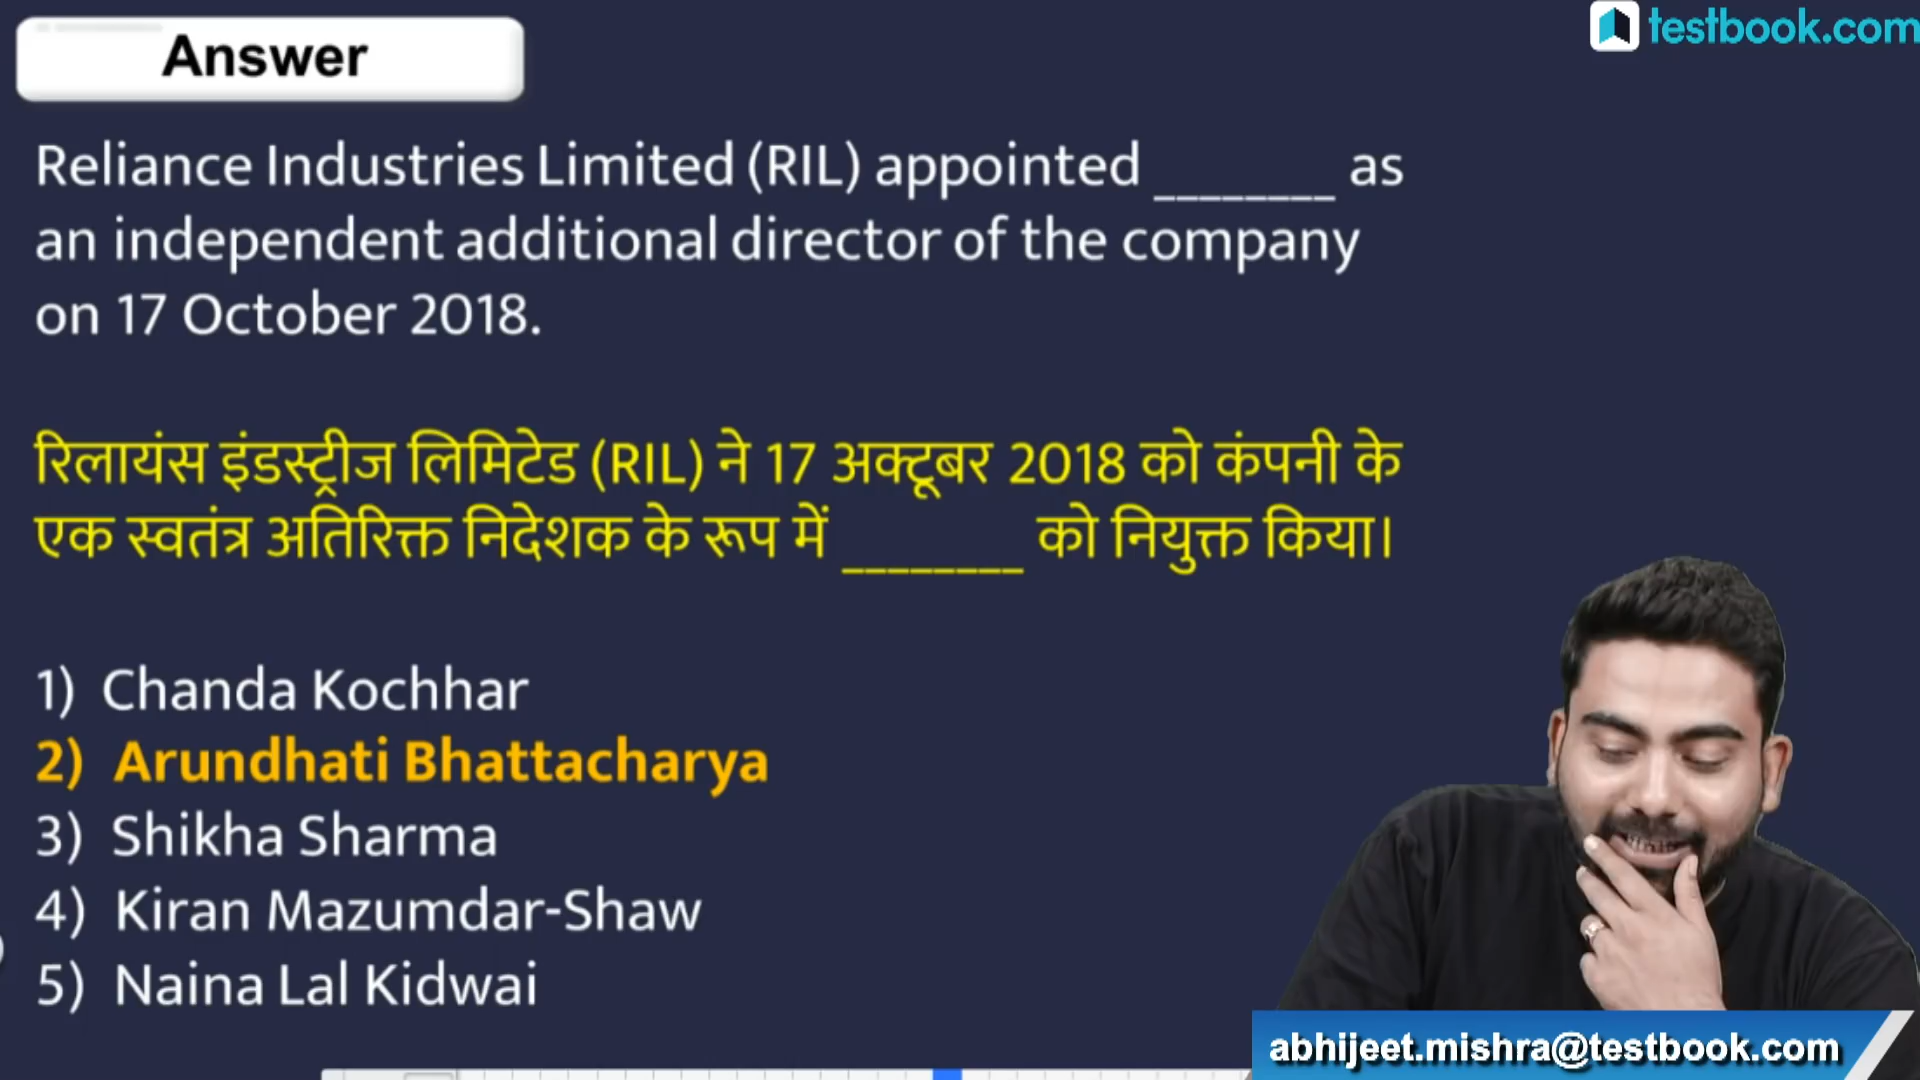 Answer
testbook.com
Reliance Industries Limited (RIL) appointed ________ as
an independent additional director of the company
on 17 October 2018.
रिलायंस इंडस्ट्रीज लिमिटेड (RIL) ने 17 अक्टूबर 2018 को कंपनी के
एक स्वतंत्र अतिरिक्त निदेशक के रूप में ________ को नियुक्त किया।
1) Chanda Kochhar
2) Arundhati Bhattacharya
3) Shikha Sharma
4) Kiran Mazumdar-Shaw
5) Naina Lal Kidwai
abhijeet.mishra@testbook.com